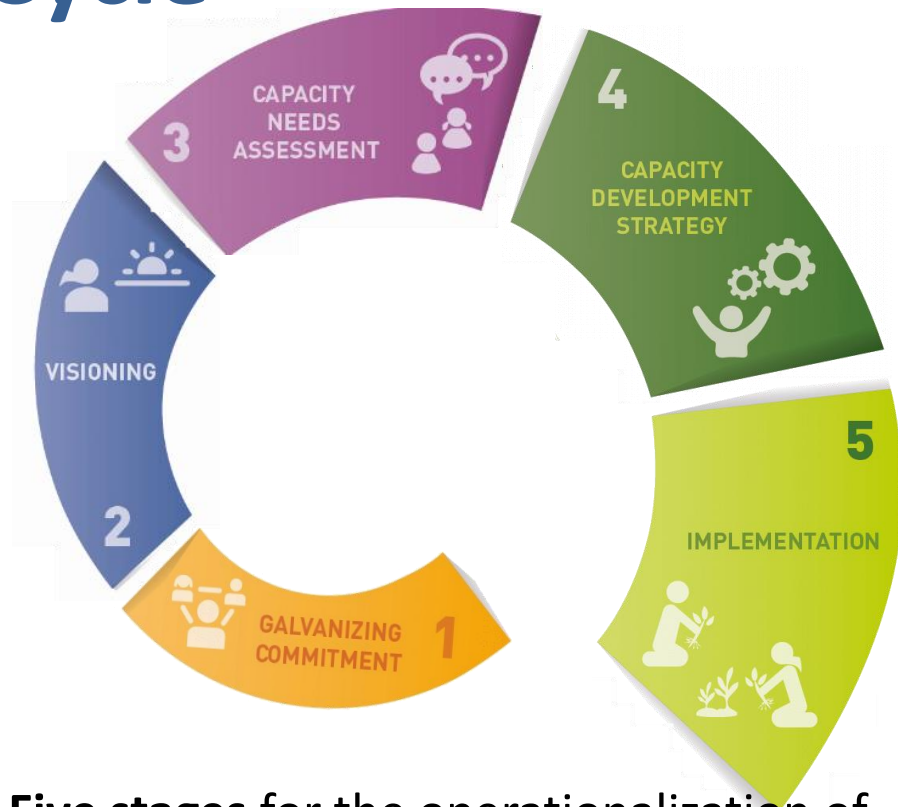 3
CAPACITY
NEEDS
ASSESSMENT
4
CAPACITY
DEVELOPMENT
STRATEGY
VISIONING
2
5
IMPLEMENTATION
GALVANIZING
COMMITMENT
1
Five stages for the operationalization of